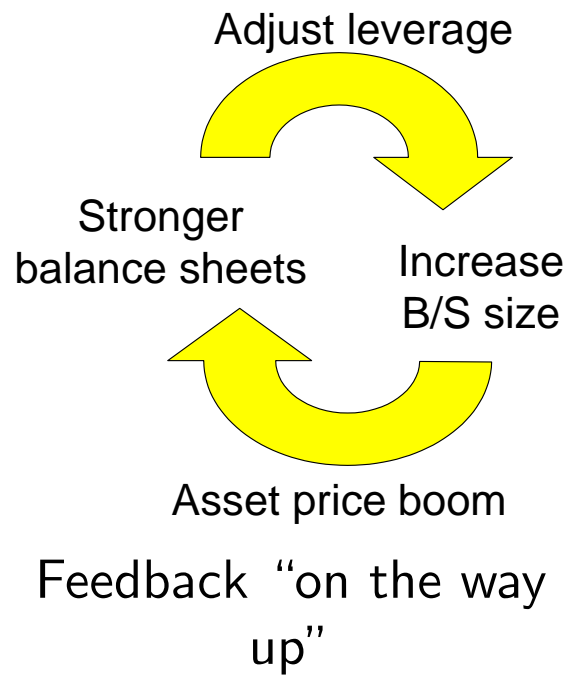 Adjust leverage
Stronger
balance sheets
Increase
B/S size
Asset price boom
Feedback “on the way
up”